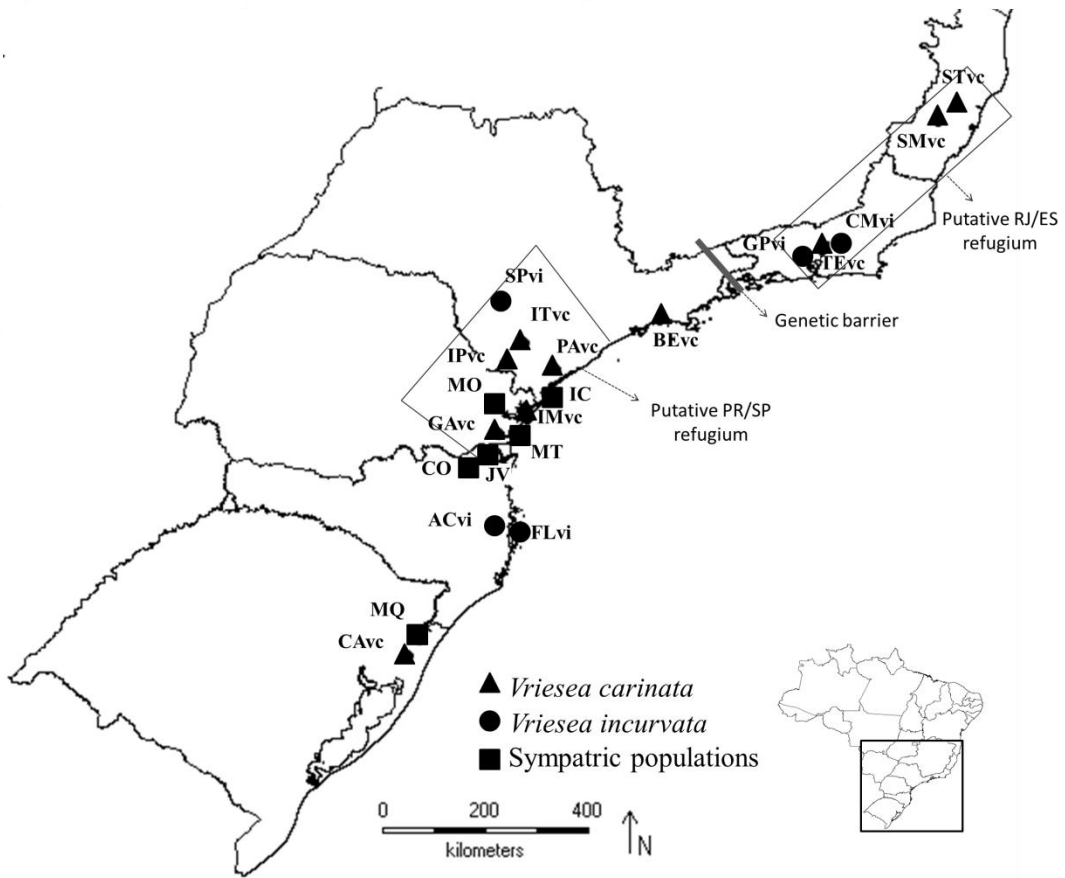 STvc
SMvc
Putative RJ/ES
refugium
CMvi
GPvi
TEvc
Genetic barrier
SPvi
ITvc
BEvc
IPvc
PAvc
MO
IC
Putative PR/SP
refugium
IMvc
GAvc
MT
CO
JV
ACvi
FLvi
MQ
CAvc
Vriesea carinata
Vriesea incurvata
Sympatric populations
0 200 400
kilometers
N